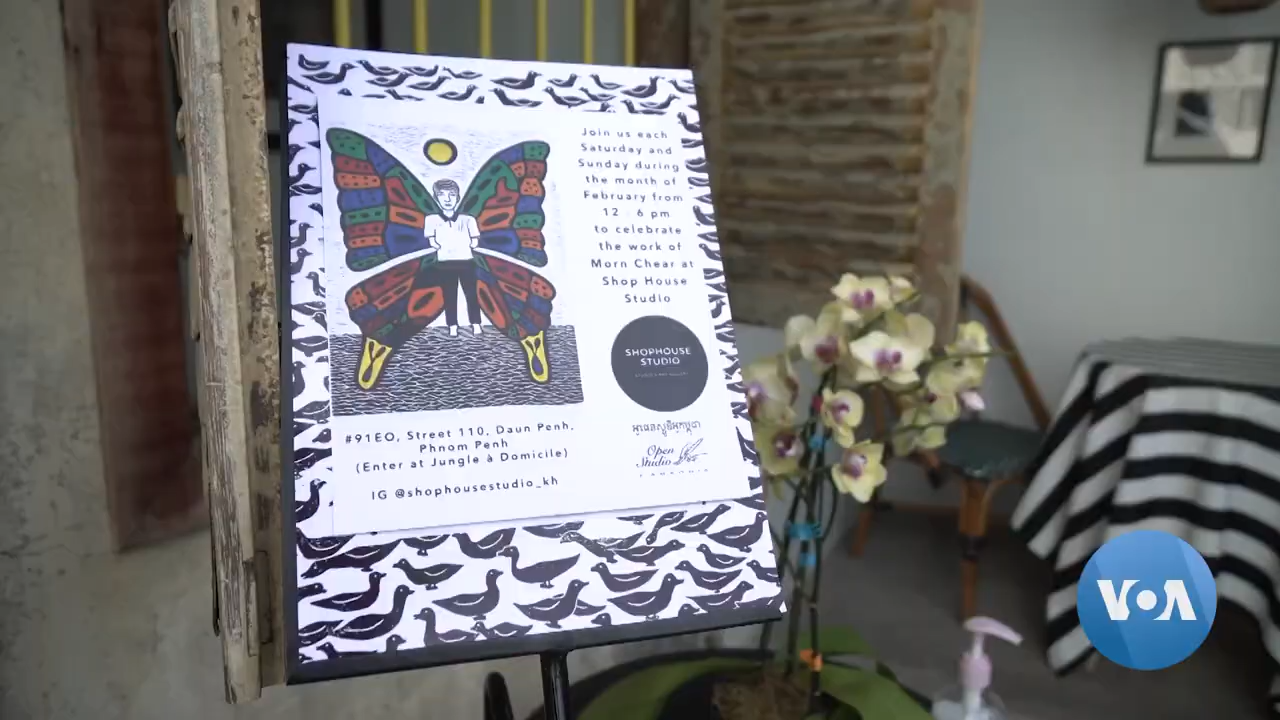 Join us each
Saturday and
Sunday during
the month of
February from
12 - 6 pm
to celebrate
the work of
Morn Chear at
Shop House
Studio
SHOPHOUSE
STUDIO
Open
Studio
#91EO, Street 110, Daun Penh,
Phnom Penh
(Enter at Jungle à Domicile)
IG @shophousestudio_kh
VOA